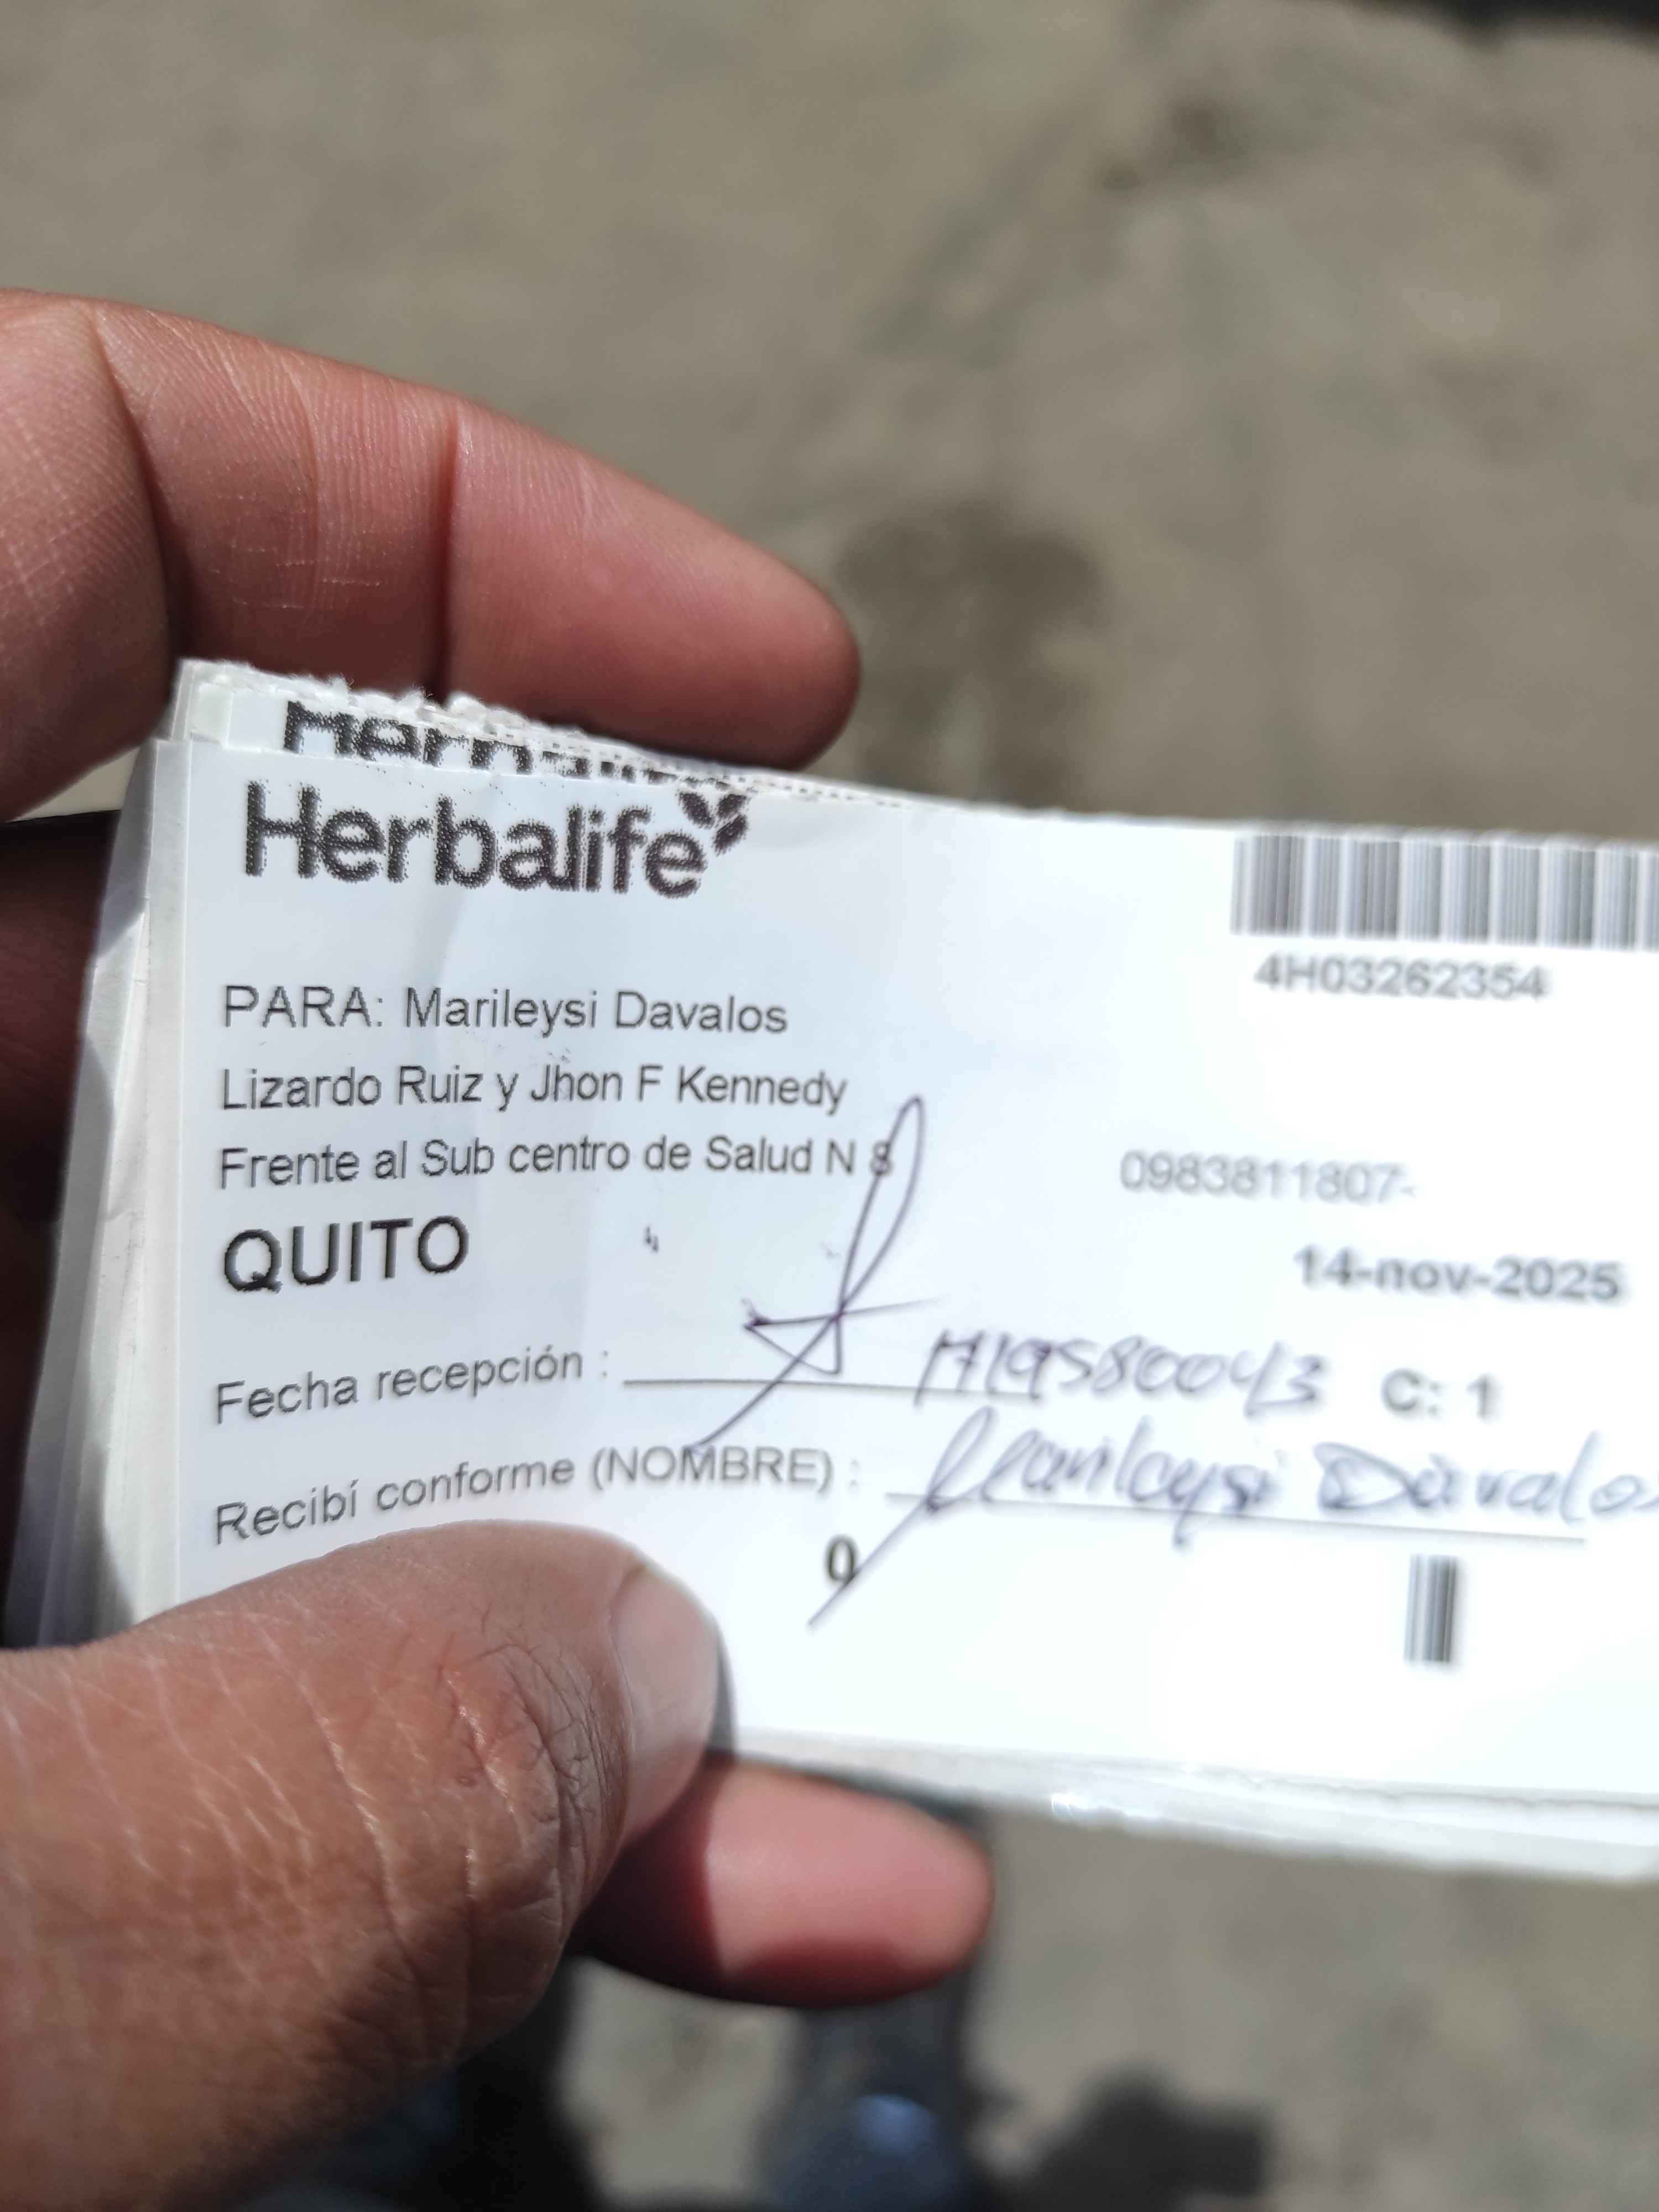 Herbalife
Herbalife
4H03262354
PARA: Marileysi Davalos
Lizardo Ruiz y Jhon F Kennedy
Frente al Sub centro de Salud N 8
0983811807-
QUITO
14-nov-2025
Fecha recepción :
C: 1
Recibí conforme (NOMBRE) : Marileysi Davalos
0